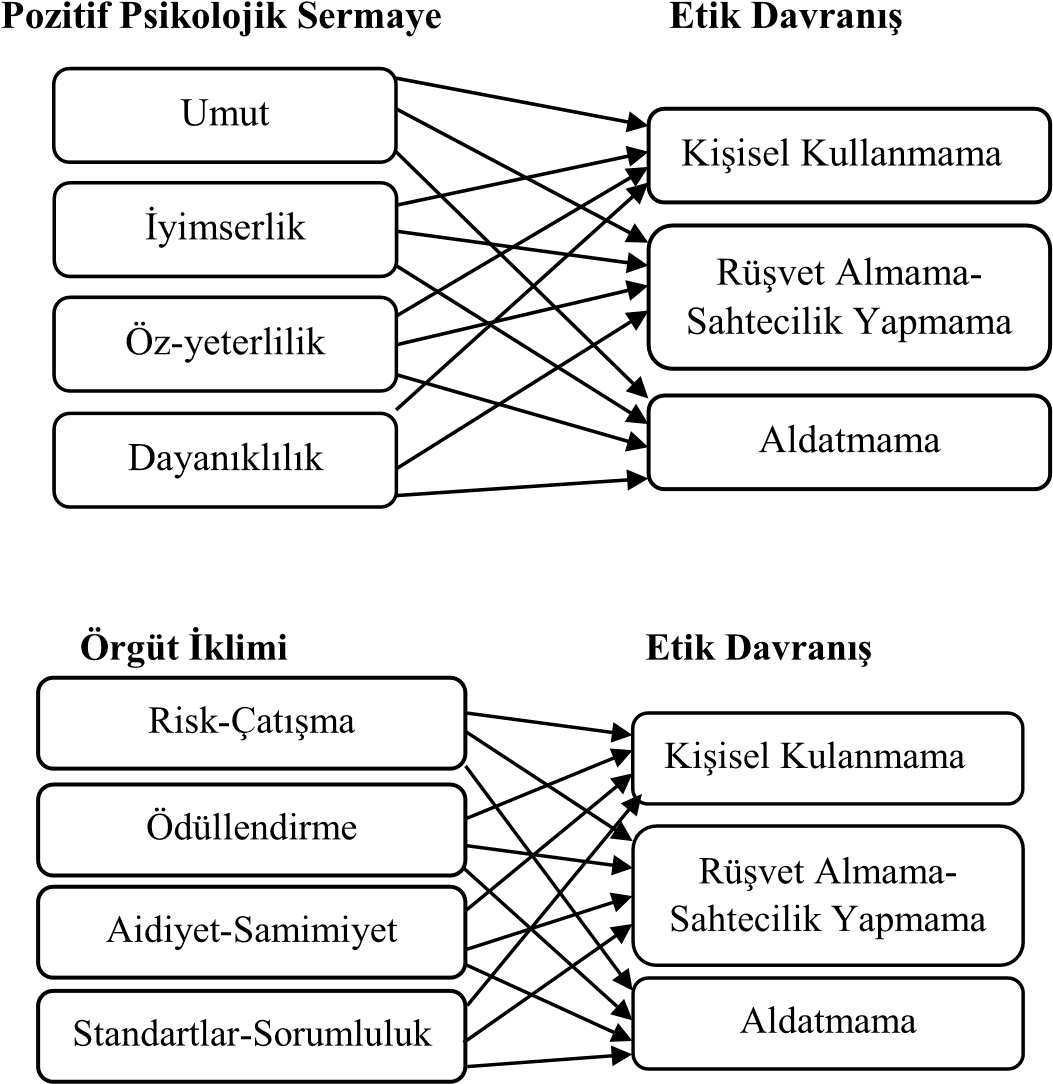 Pozitif Psikolojik Sermaye
Etik Davranış
Umut
İyimserlik
Öz-yeterlilik
Dayanıklılık
Kişisel Kullanmama
Rüşvet Almama-
Sahtecilik Yapmama
Aldatmama
Örgüt İklimi
Etik Davranış
Risk-Çatışma
Ödüllendirme
Aidiyet-Samimiyet
Standartlar-Sorumluluk
Kişisel Kulanmama
Rüşvet Almama-
Sahtecilik Yapmama
Aldatmama